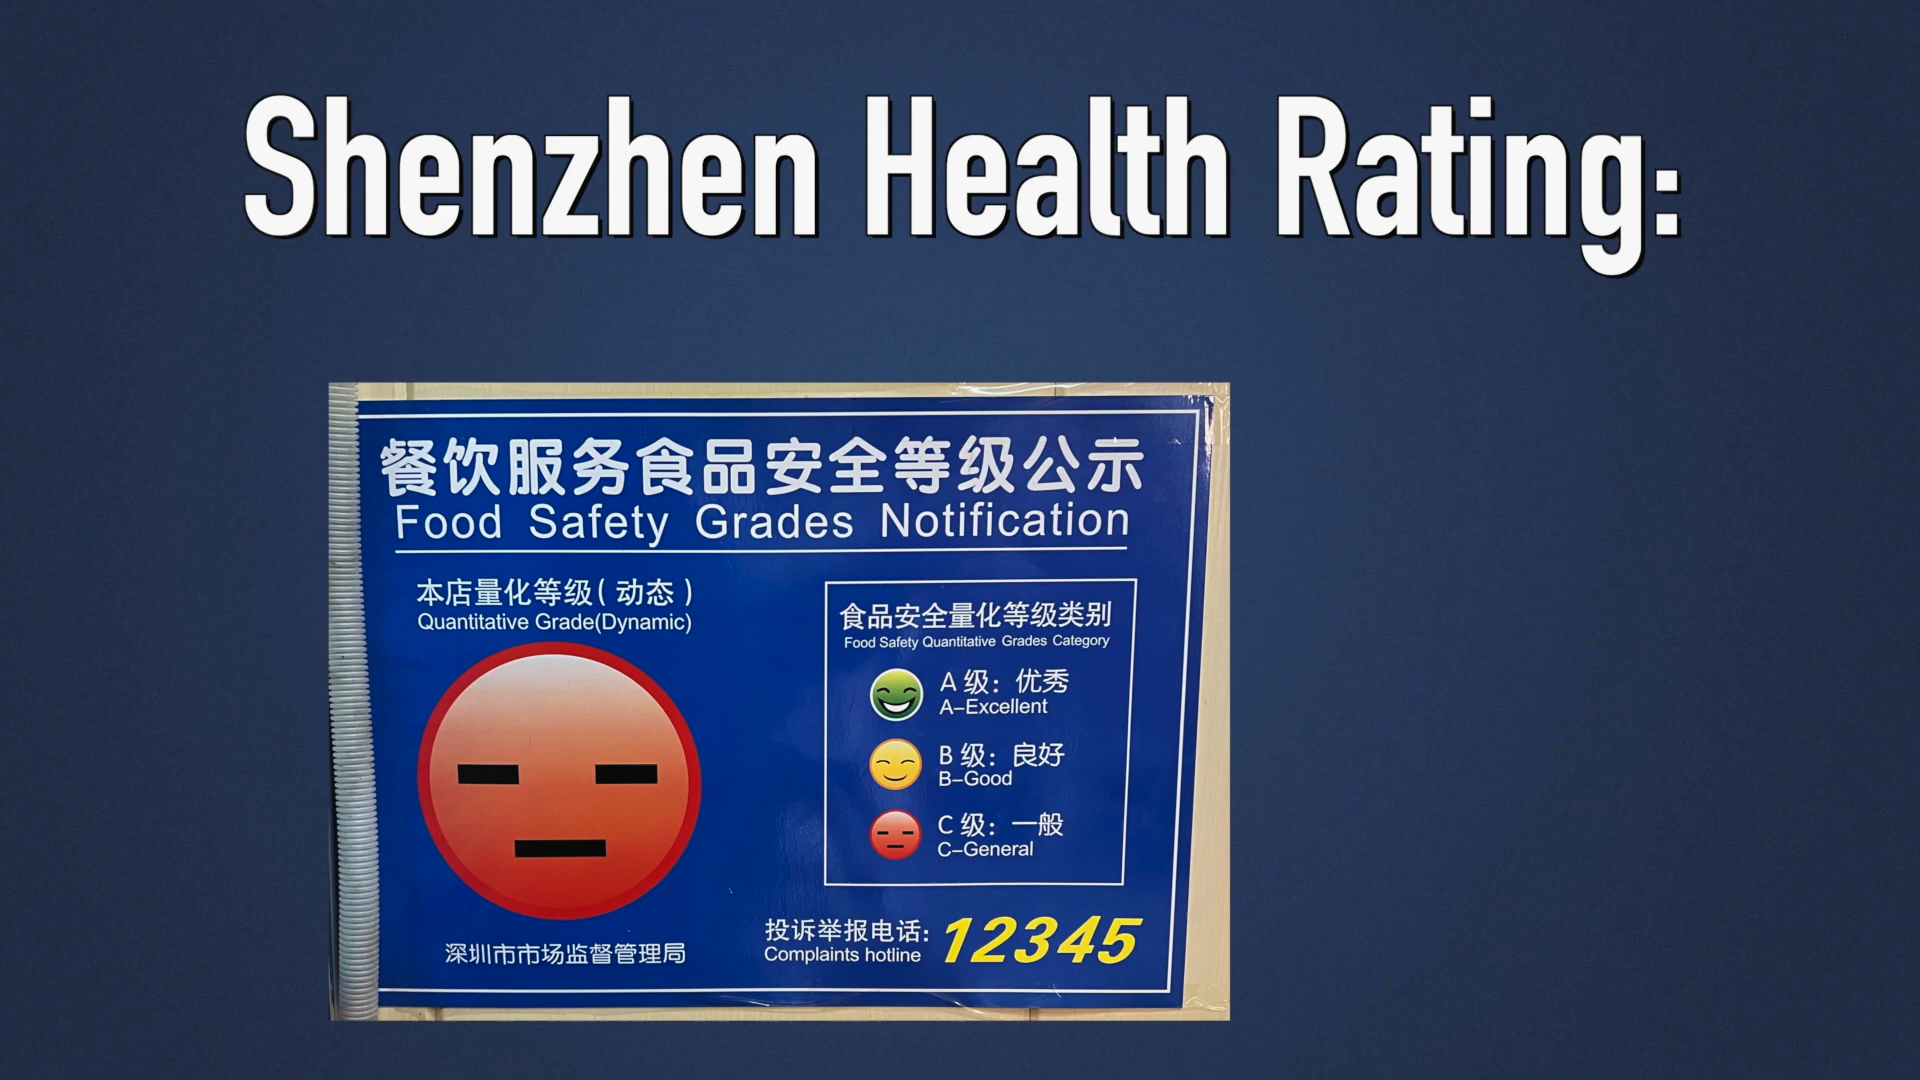 Shenzhen Health Rating:
餐饮服务食品安全等级公示
Food Safety Grades Notification
本店量化等级(动态)
Quantitative Grade(Dynamic)
深圳市市场监督管理局
食品安全量化等级类别
Food Safety Quantitative Grades Category
A 级：优秀
A–Excellent
B 级：良好
B–Good
C 级：一般
C–General
投诉举报电话:
Complaints hotline
12345